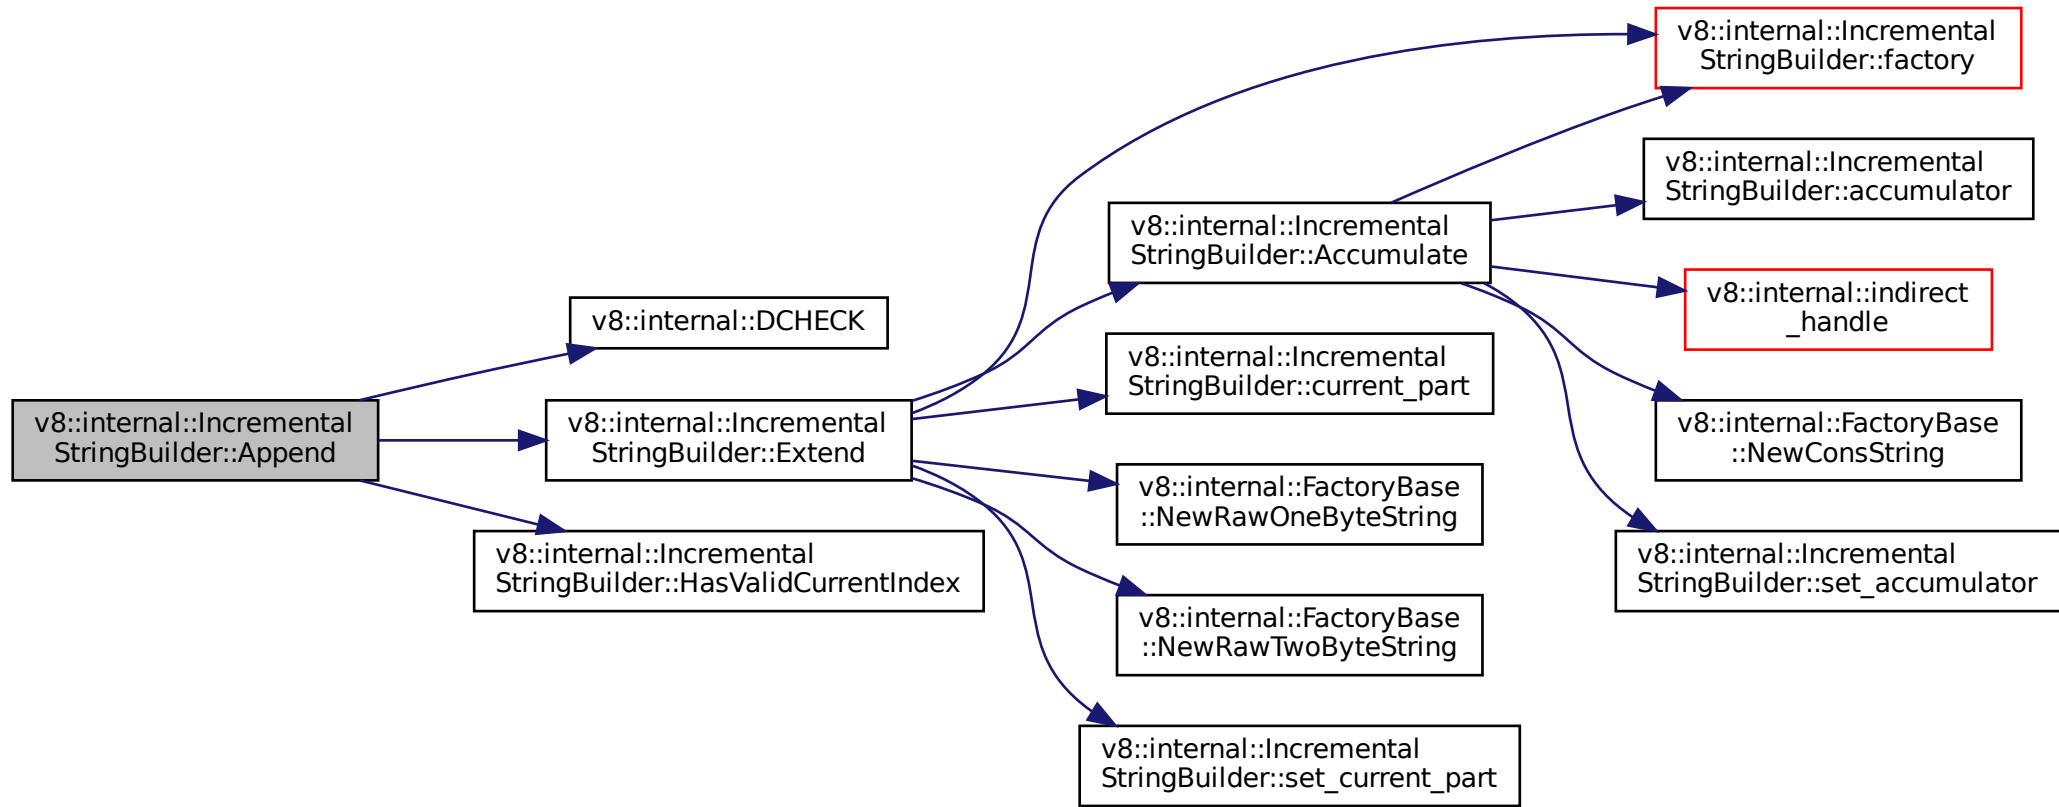 v8::internal::Incremental
StringBuilder::Append
v8::internal::DCHECK
v8::internal::Incremental
StringBuilder::Extend
v8::internal::Incremental
StringBuilder::HasValidCurrentIndex
v8::internal::Incremental
StringBuilder::Accumulate
v8::internal::Incremental
StringBuilder::current_part
v8::internal::FactoryBase
::NewRawOneByteString
v8::internal::FactoryBase
::NewRawTwoByteString
v8::internal::Incremental
StringBuilder::set_current_part
v8::internal::Incremental
StringBuilder::factory
v8::internal::Incremental
StringBuilder::accumulator
v8::internal::indirect
_handle
v8::internal::FactoryBase
::NewConsString
v8::internal::Incremental
StringBuilder::set_accumulator